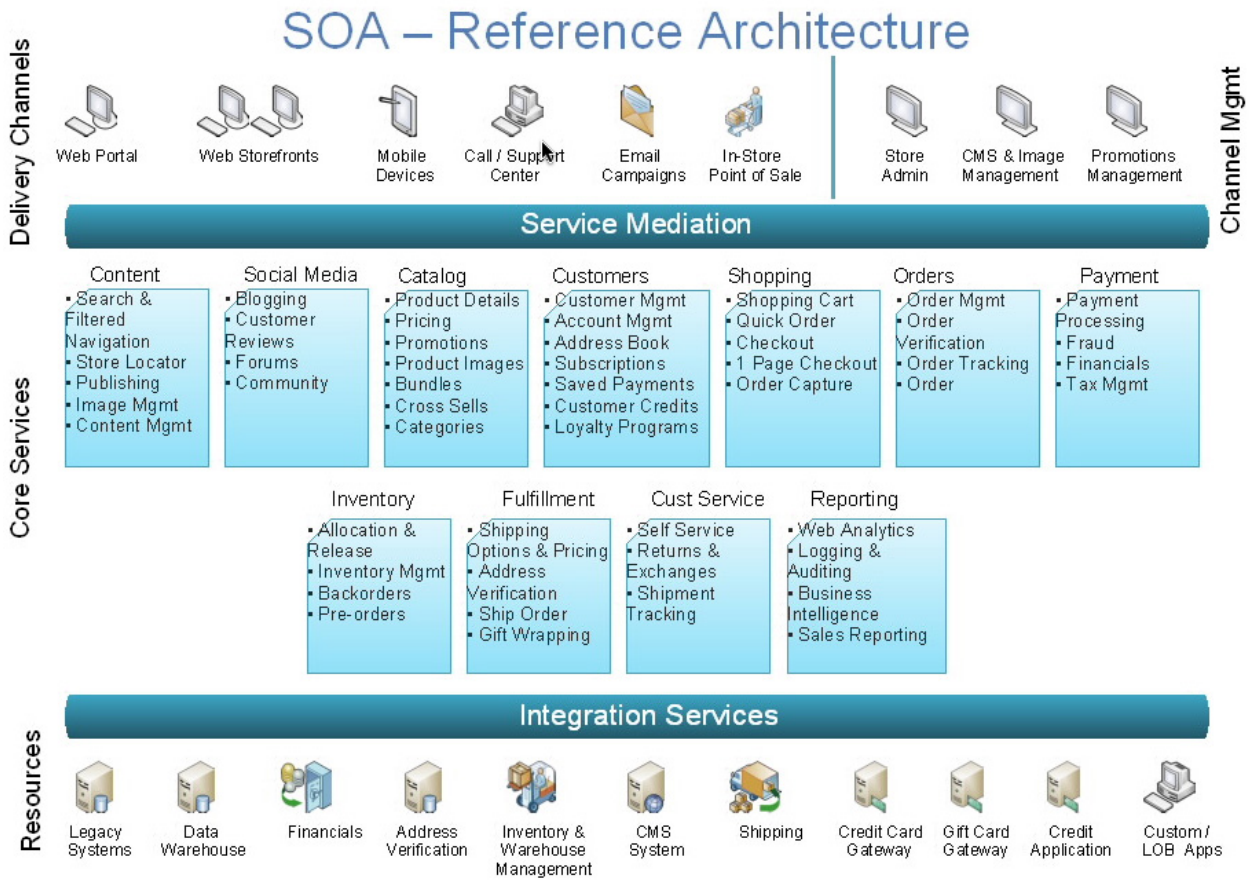 SOA – Reference Architecture
Delivery Channels
Channel Mgmt
Web Portal
Web Storefronts
Mobile
Devices
Call / Support
Center
Email
Campaigns
In-Store
Point of Sale
Store
Admin
CMS & Image
Management
Promotions
Management
Service Mediation
Core Services
Content
▪ Search &
Filtered
Navigation
▪ Store Locator
▪ Publishing
▪ Image Mgmt
▪ Content Mgmt
Social Media
▪ Blogging
▪ Customer
Reviews
▪ Forums
▪ Community
Catalog
▪ Product Details
▪ Pricing
▪ Promotions
▪ Product Images
▪ Bundles
▪ Cross Sells
▪ Categories
Customers
▪ Customer Mgmt
▪ Account Mgmt
▪ Address Book
▪ Subscriptions
▪ Saved Payments
▪ Customer Credits
▪ Loyalty Programs
Shopping
▪ Shopping Cart
▪ Quick Order
▪ Checkout
▪ 1 Page Checkout
▪ Order Capture
Orders
▪ Order Mgmt
▪ Order
Verification
▪ Order Tracking
▪ Order
Payment
▪ Payment
Processing
▪ Fraud
▪ Financials
▪ Tax Mgmt
Inventory
▪ Allocation &
Release
▪ Inventory Mgmt
▪ Backorders
▪ Pre-orders
Fulfillment
▪ Shipping
Options & Pricing
▪ Address
Verification
▪ Ship Order
▪ Gift Wrapping
Cust Service
▪ Self Service
▪ Returns &
Exchanges
▪ Shipment
Tracking
Reporting
▪ Web Analytics
▪ Logging &
Auditing
▪ Business
Intelligence
▪ Sales Reporting
Integration Services
Resources
Legacy
Systems
Data
Warehouse
Financials
Address
Verification
Inventory &
Warehouse
Management
CMS
System
Shipping
Credit Card
Gateway
Gift Card
Gateway
Credit
Application
Custom /
LOB Apps